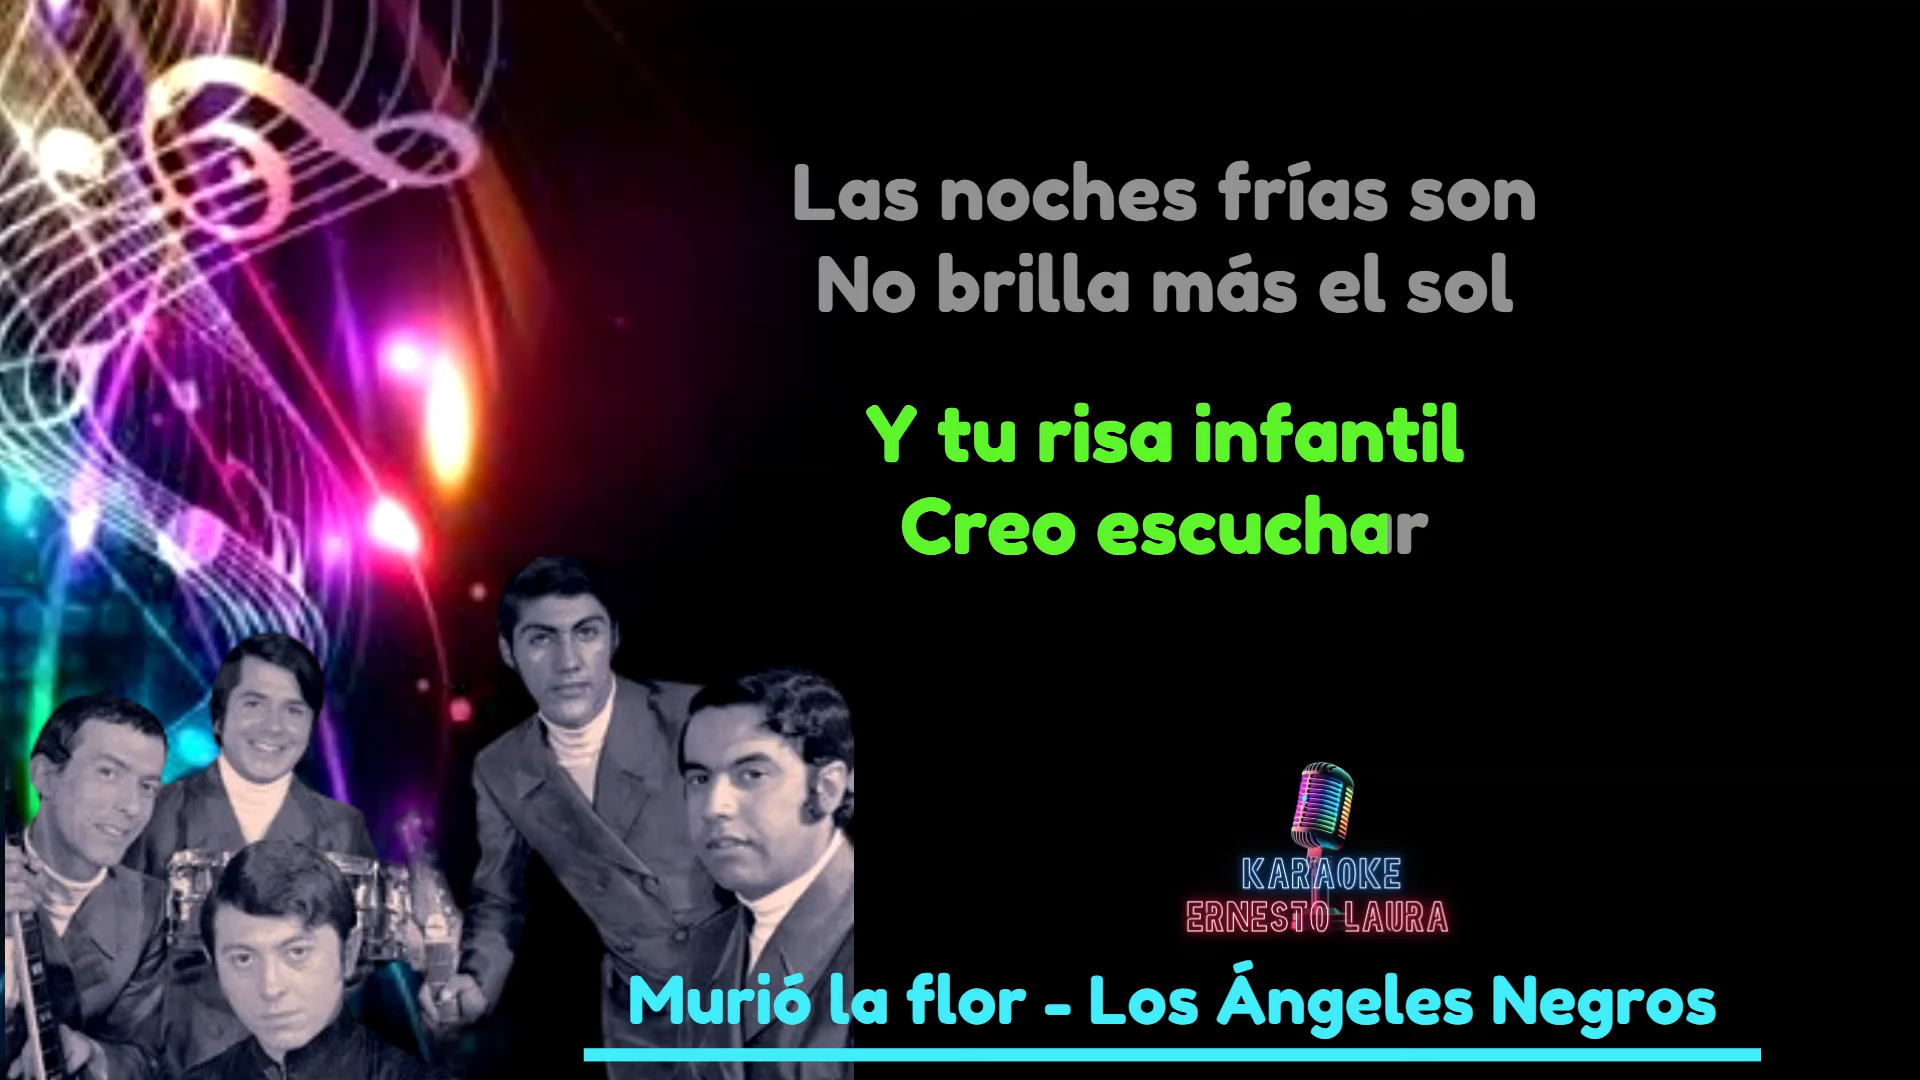 Las noches frías son
No brilla más el sol
Y tu risa infantil
Creo escuchar
KARAOKE
ERNESTO LAURA
Murió la flor - Los Ángeles Negros